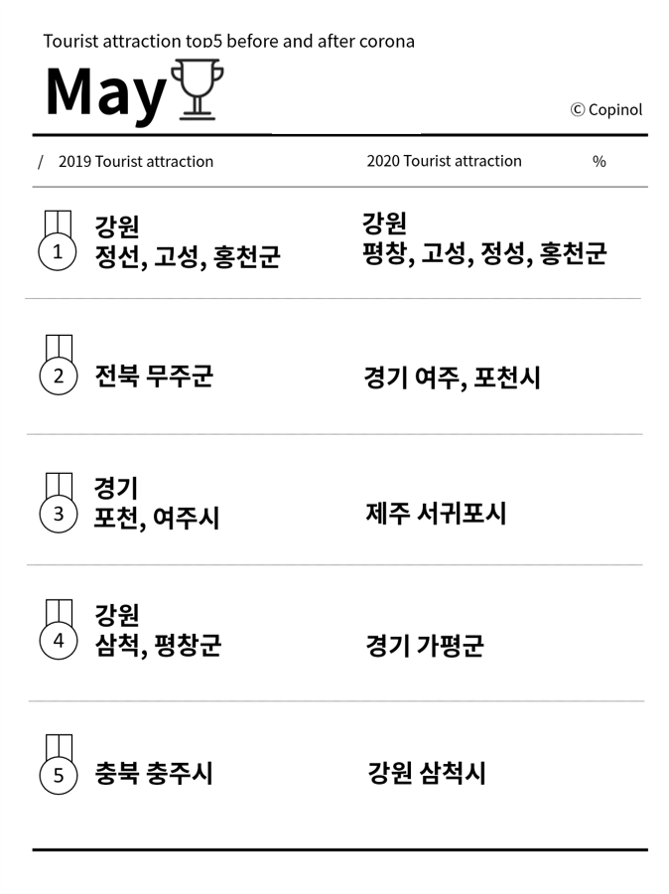 Tourist attraction top5 before and after corona
May
Ⓒ Copinol
/ 2019 Tourist attraction 2020 Tourist attraction %
1
강원
정선, 고성, 홍천군
강원
평창, 고성, 정성, 홍천군
2
전북 무주군
경기 여주, 포천시
3
경기
포천, 여주시
제주 서귀포시
4
강원
삼척, 평창군
경기 가평군
5
충북 충주시
강원 삼척시